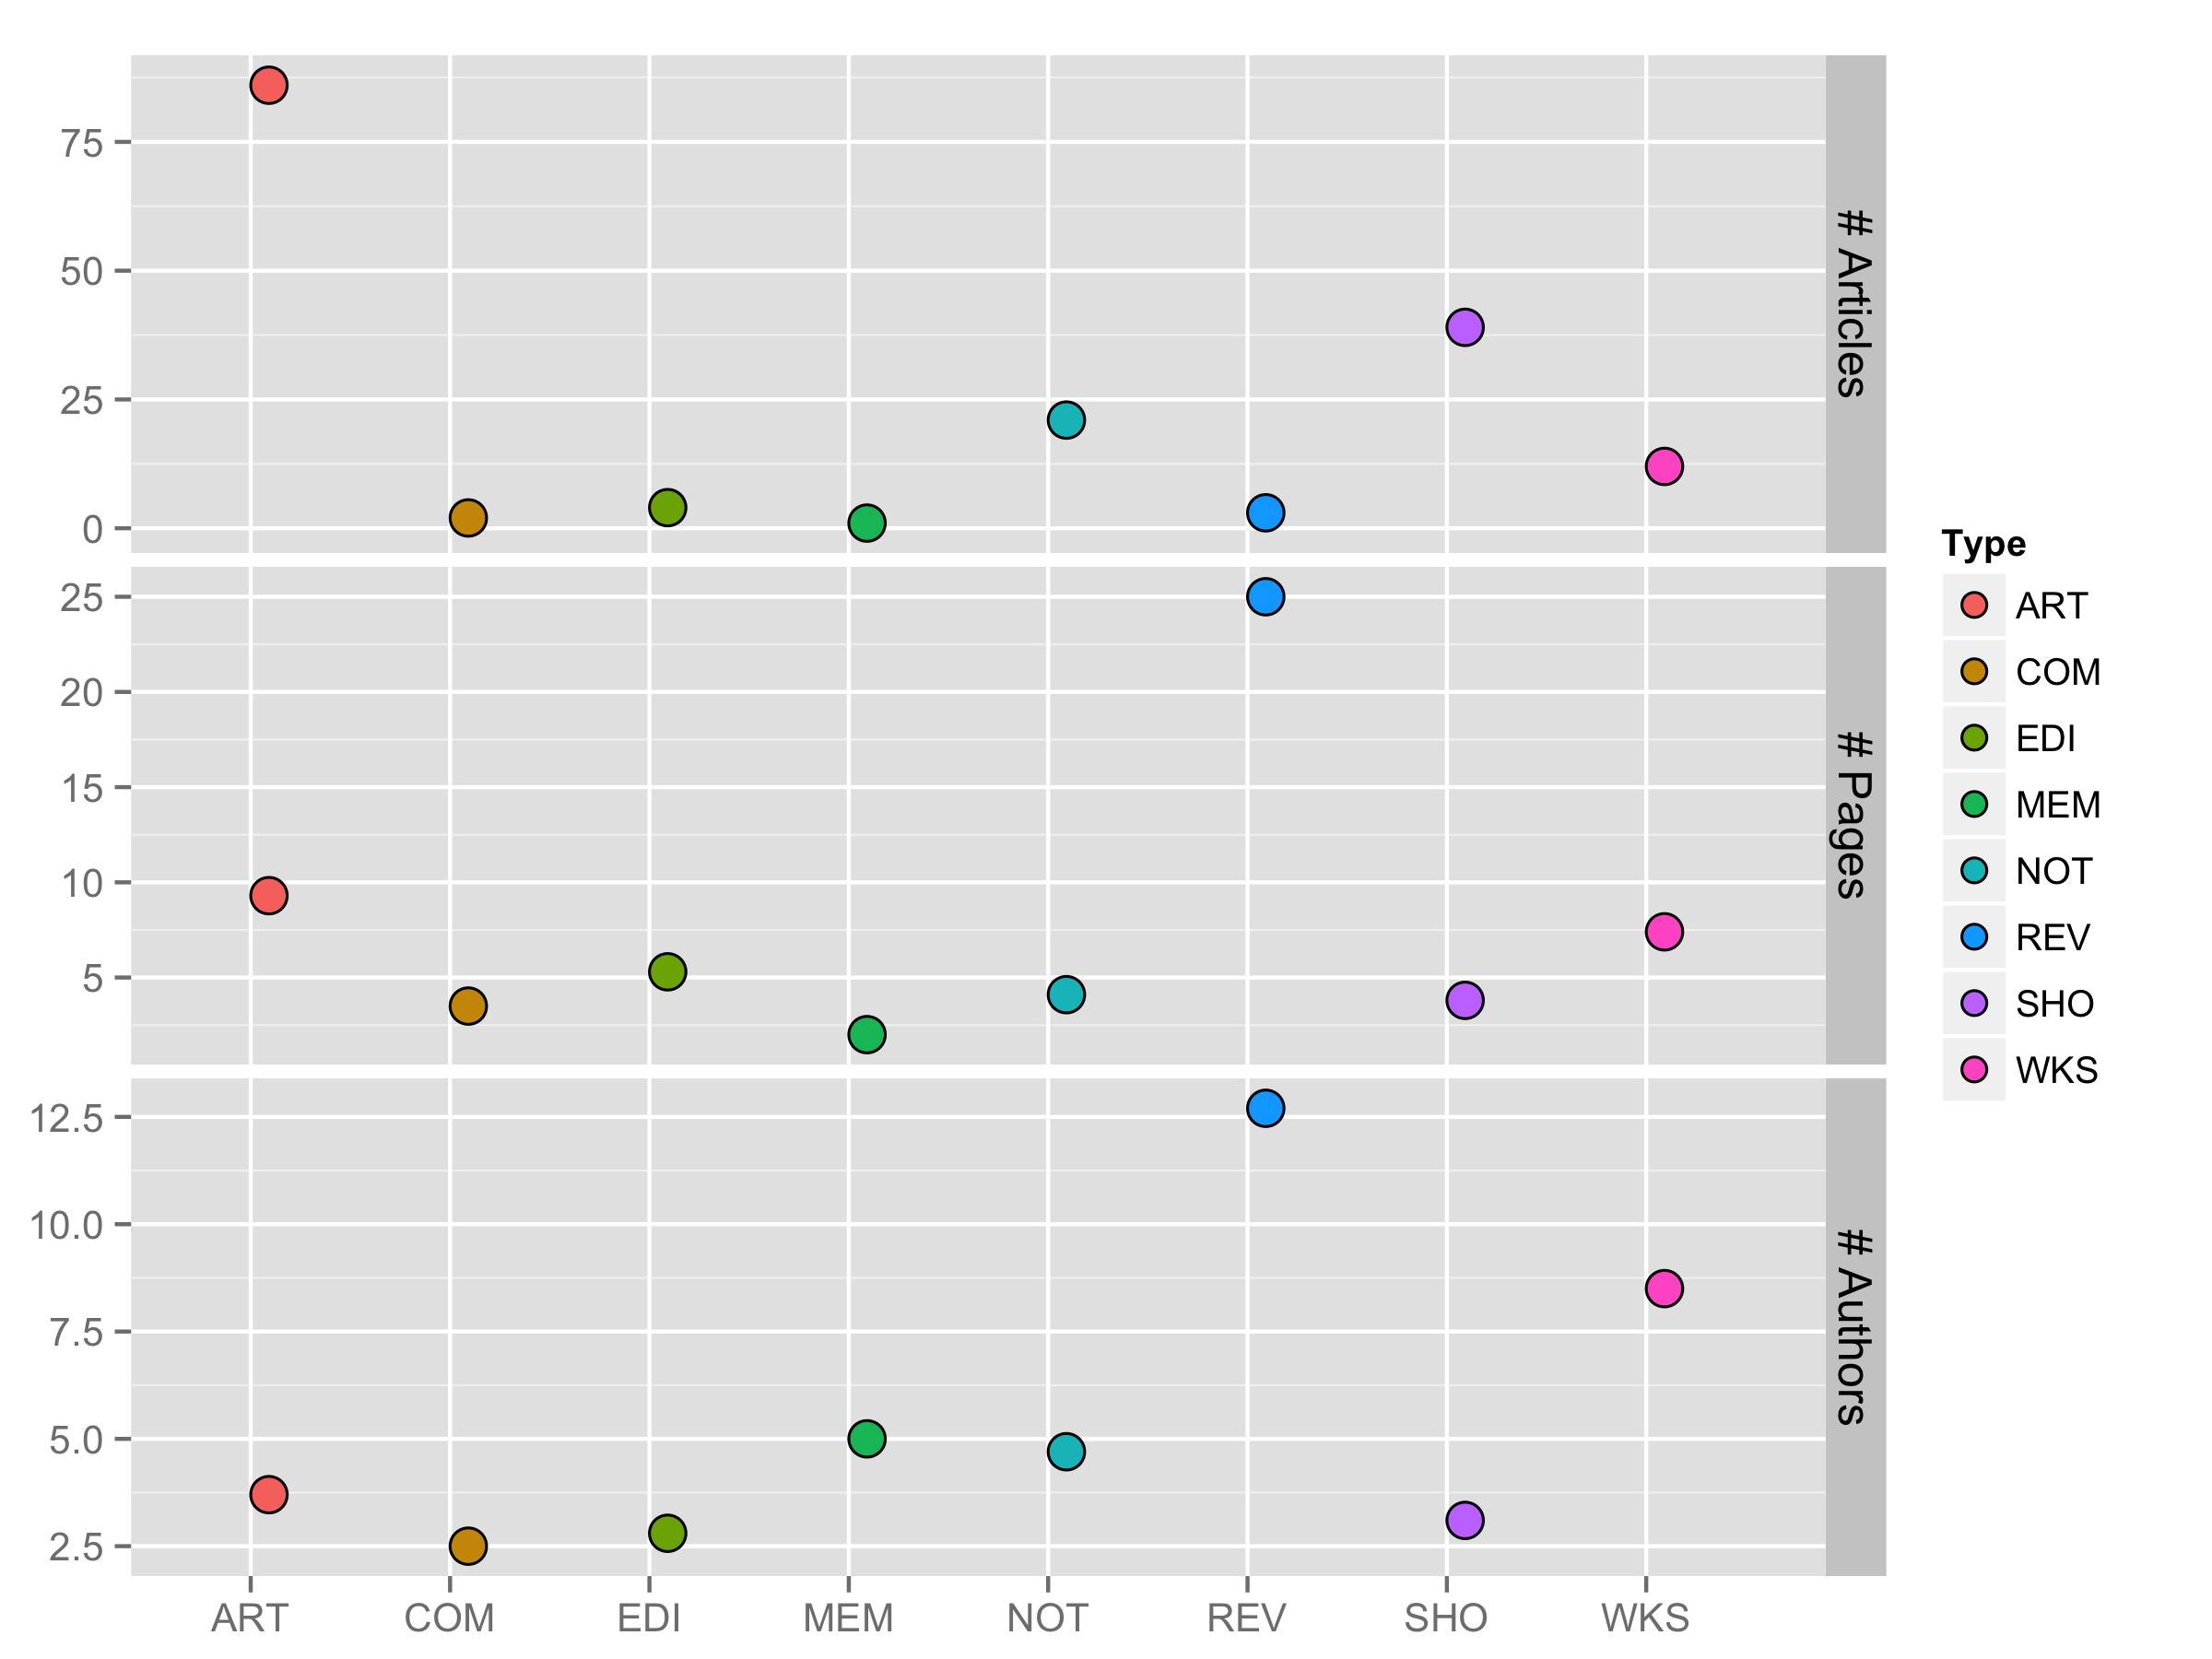 75
50
25
0
# Articles
25
20
15
10
5
# Pages
12.5
10.0
7.5
5.0
2.5
# Authors
ART
COM
EDI
MEM
NOT
REV
SHO
WKS
Type
ART
COM
EDI
MEM
NOT
REV
SHO
WKS